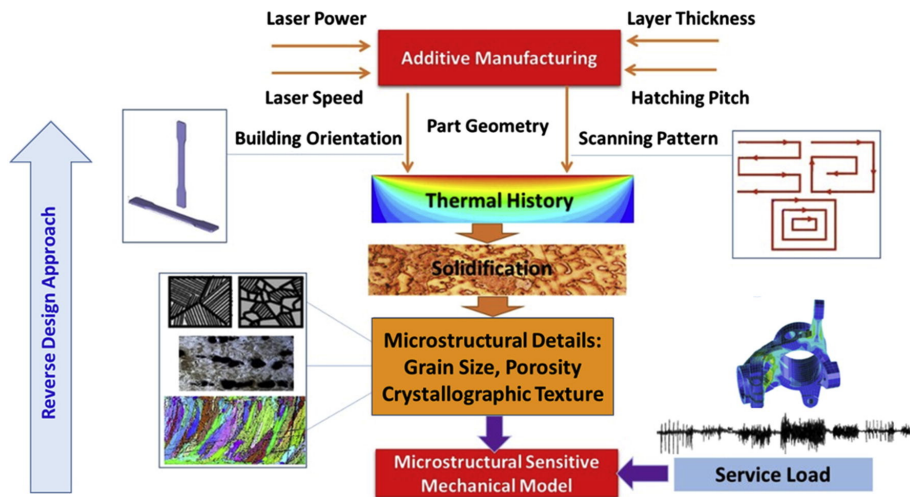 Laser Power
Layer Thickness
Additive Manufacturing
Laser Speed
Hatching Pitch
Building Orientation
Part Geometry
Scanning Pattern
Thermal History
Solidification
Reverse Design Approach
Microstructural Details:
Grain Size, Porosity
Crystallographic Texture
Microstructural Sensitive
Mechanical Model
Service Load